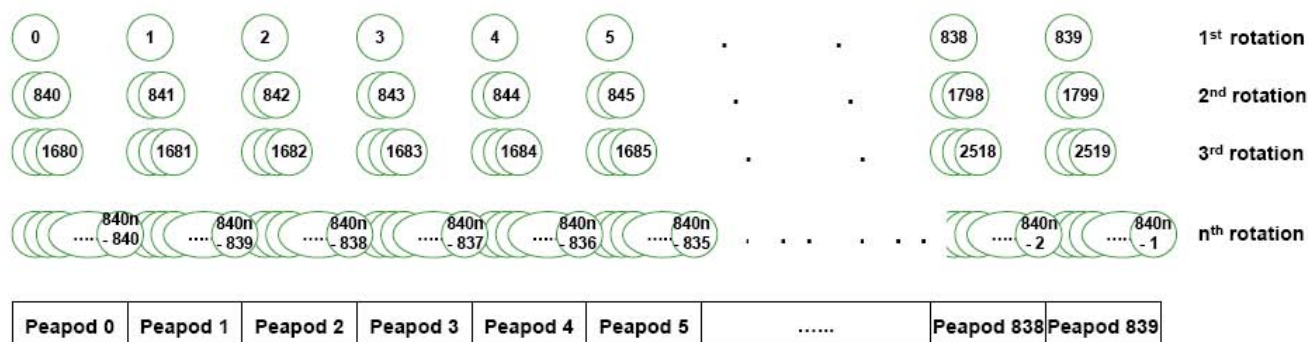 0 1 2 3 4 5 . . 838 839 1st rotation
840 841 842 843 844 845 . . 1798 1799 2nd rotation
1680 1681 1682 1683 1684 1685 . . 2518 2519 3rd rotation
840n 840n 840n 840n 840n 840n 840n 840n
..... - 840 ..... - 839 ..... - 838 ..... - 837 ..... - 836 ..... - 835 . . . . . . ..... - 2 ..... - 1 nth rotation
Peapod 0 Peapod 1 Peapod 2 Peapod 3 Peapod 4 Peapod 5 ...... Peapod 838 Peapod 839